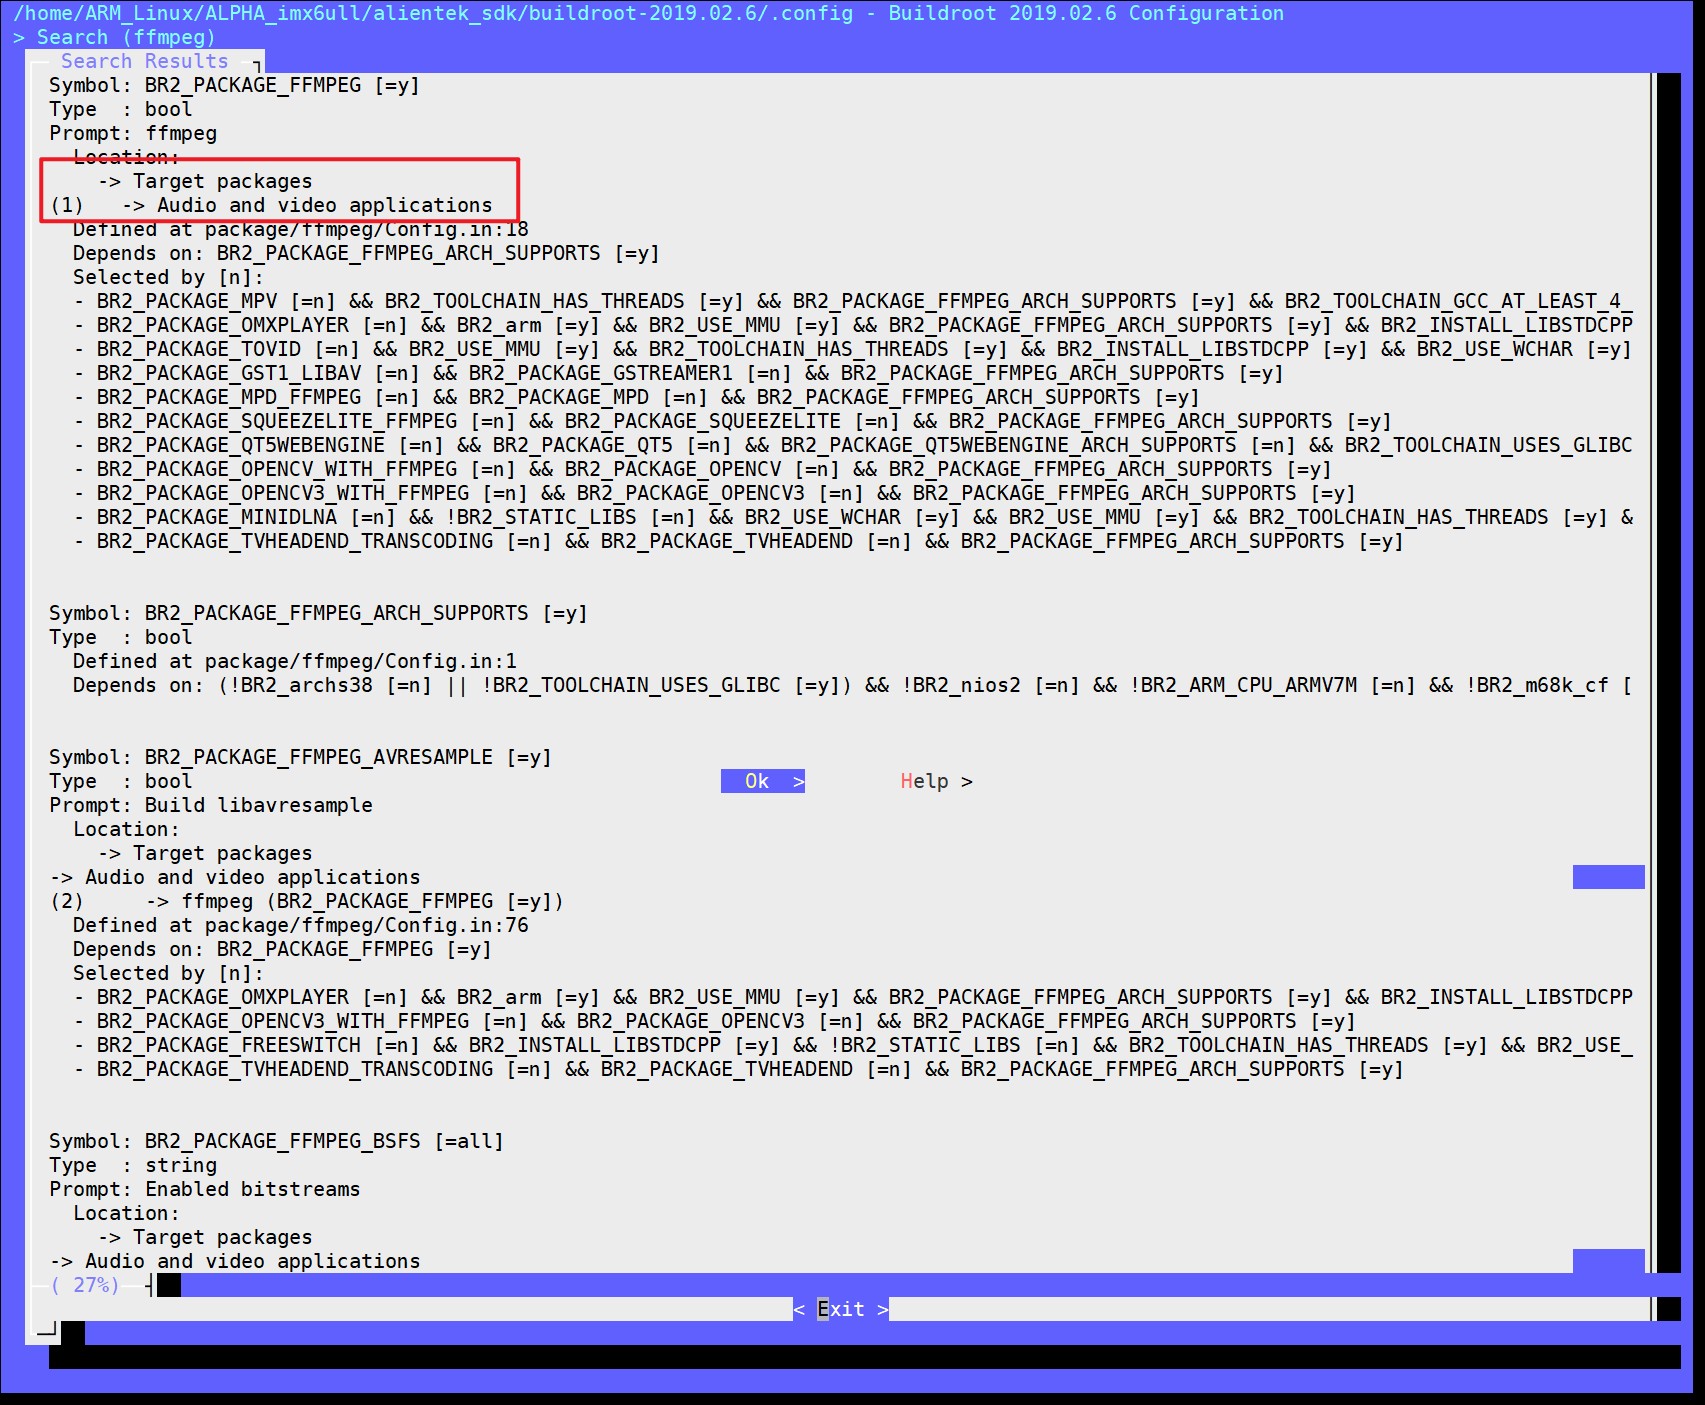 /home/ARM_Linux/ALPHA_imx6ull/alientek_sdk/buildroot-2019.02.6/.config - Buildroot 2019.02.6 Configuration
> Search (ffmpeg)
Search Results
Symbol: BR2_PACKAGE_FFMPEG [=y]
Type  : bool
Prompt: ffmpeg
Location:
-> Target packages
(1)   -> Audio and video applications
Defined at package/ffmpeg/Config.in:18
Depends on: BR2_PACKAGE_FFMPEG_ARCH_SUPPORTS [=y]
Selected by [n]:
- BR2_PACKAGE_MPV [=n] && BR2_TOOLCHAIN_HAS_THREADS [=y] && BR2_PACKAGE_FFMPEG_ARCH_SUPPORTS [=y] && BR2_TOOLCHAIN_GCC_AT_LEAST_4_
- BR2_PACKAGE_OMXPLAYER [=n] && BR2_arm [=y] && BR2_USE_MMU [=y] && BR2_PACKAGE_FFMPEG_ARCH_SUPPORTS [=y] && BR2_INSTALL_LIBSTDCPP
- BR2_PACKAGE_TOVID [=n] && BR2_USE_MMU [=y] && BR2_TOOLCHAIN_HAS_THREADS [=y] && BR2_INSTALL_LIBSTDCPP [=y] && BR2_USE_WCHAR [=y]
- BR2_PACKAGE_GST1_LIBAV [=n] && BR2_PACKAGE_GSTREAMER1 [=n] && BR2_PACKAGE_FFMPEG_ARCH_SUPPORTS [=y]
- BR2_PACKAGE_MPD_FFMPEG [=n] && BR2_PACKAGE_MPD [=n] && BR2_PACKAGE_FFMPEG_ARCH_SUPPORTS [=y]
- BR2_PACKAGE_SQUEEZELITE_FFMPEG [=n] && BR2_PACKAGE_SQUEEZELITE [=n] && BR2_PACKAGE_FFMPEG_ARCH_SUPPORTS [=y]
- BR2_PACKAGE_QT5WEBENGINE [=n] && BR2_PACKAGE_QT5 [=n] && BR2_PACKAGE_QT5WEBENGINE_ARCH_SUPPORTS [=n] && BR2_TOOLCHAIN_USES_GLIBC
- BR2_PACKAGE_OPENCV_WITH_FFMPEG [=n] && BR2_PACKAGE_OPENCV [=n] && BR2_PACKAGE_FFMPEG_ARCH_SUPPORTS [=y]
- BR2_PACKAGE_OPENCV3_WITH_FFMPEG [=n] && BR2_PACKAGE_OPENCV3 [=n] && BR2_PACKAGE_FFMPEG_ARCH_SUPPORTS [=y]
- BR2_PACKAGE_MINIDLNA [=n] && !BR2_STATIC_LIBS [=n] && BR2_USE_WCHAR [=y] && BR2_USE_MMU [=y] && BR2_TOOLCHAIN_HAS_THREADS [=y] &
- BR2_PACKAGE_TVHEADEND_TRANSCODING [=n] && BR2_PACKAGE_TVHEADEND [=n] && BR2_PACKAGE_FFMPEG_ARCH_SUPPORTS [=y]
Symbol: BR2_PACKAGE_FFMPEG_ARCH_SUPPORTS [=y]
Type  : bool
Defined at package/ffmpeg/Config.in:1
Depends on: (!BR2_archs38 [=n] || !BR2_TOOLCHAIN_USES_GLIBC [=y]) && !BR2_nios2 [=n] && !BR2_ARM_CPU_ARMV7M [=n] && !BR2_m68k_cf [
Symbol: BR2_PACKAGE_FFMPEG_AVRESAMPLE [=y]
Type  : bool
Ok  >        Help >
Prompt: Build libavresample
Location:
-> Target packages
-> Audio and video applications
(2)     -> ffmpeg (BR2_PACKAGE_FFMPEG [=y])
Defined at package/ffmpeg/Config.in:76
Depends on: BR2_PACKAGE_FFMPEG [=y]
Selected by [n]:
- BR2_PACKAGE_OMXPLAYER [=n] && BR2_arm [=y] && BR2_USE_MMU [=y] && BR2_PACKAGE_FFMPEG_ARCH_SUPPORTS [=y] && BR2_INSTALL_LIBSTDCPP
- BR2_PACKAGE_OPENCV3_WITH_FFMPEG [=n] && BR2_PACKAGE_OPENCV3 [=n] && BR2_PACKAGE_FFMPEG_ARCH_SUPPORTS [=y]
- BR2_PACKAGE_FREESWITCH [=n] && BR2_INSTALL_LIBSTDCPP [=y] && !BR2_STATIC_LIBS [=n] && BR2_TOOLCHAIN_HAS_THREADS [=y] && BR2_USE_
- BR2_PACKAGE_TVHEADEND_TRANSCODING [=n] && BR2_PACKAGE_TVHEADEND [=n] && BR2_PACKAGE_FFMPEG_ARCH_SUPPORTS [=y]
Symbol: BR2_PACKAGE_FFMPEG_BSFS [=all]
Type  : string
Prompt: Enabled bitstreams
Location:
-> Target packages
-> Audio and video applications
( 27%)
< Exit >